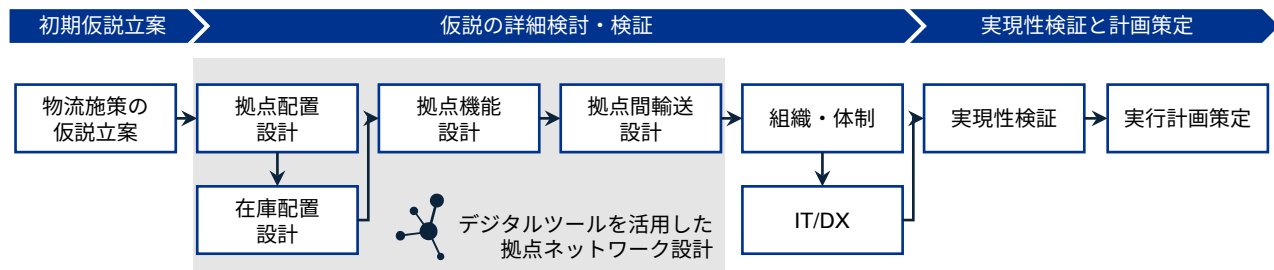 初期仮説立案
仮説の詳細検討・検証
実現性検証と計画策定
物流施策の
仮説立案
拠点配置
設計
拠点機能
設計
拠点間輸送
設計
組織・体制
実現性検証
実行計画策定
在庫配置
設計
デジタルツールを活用した
拠点ネットワーク設計
IT/DX